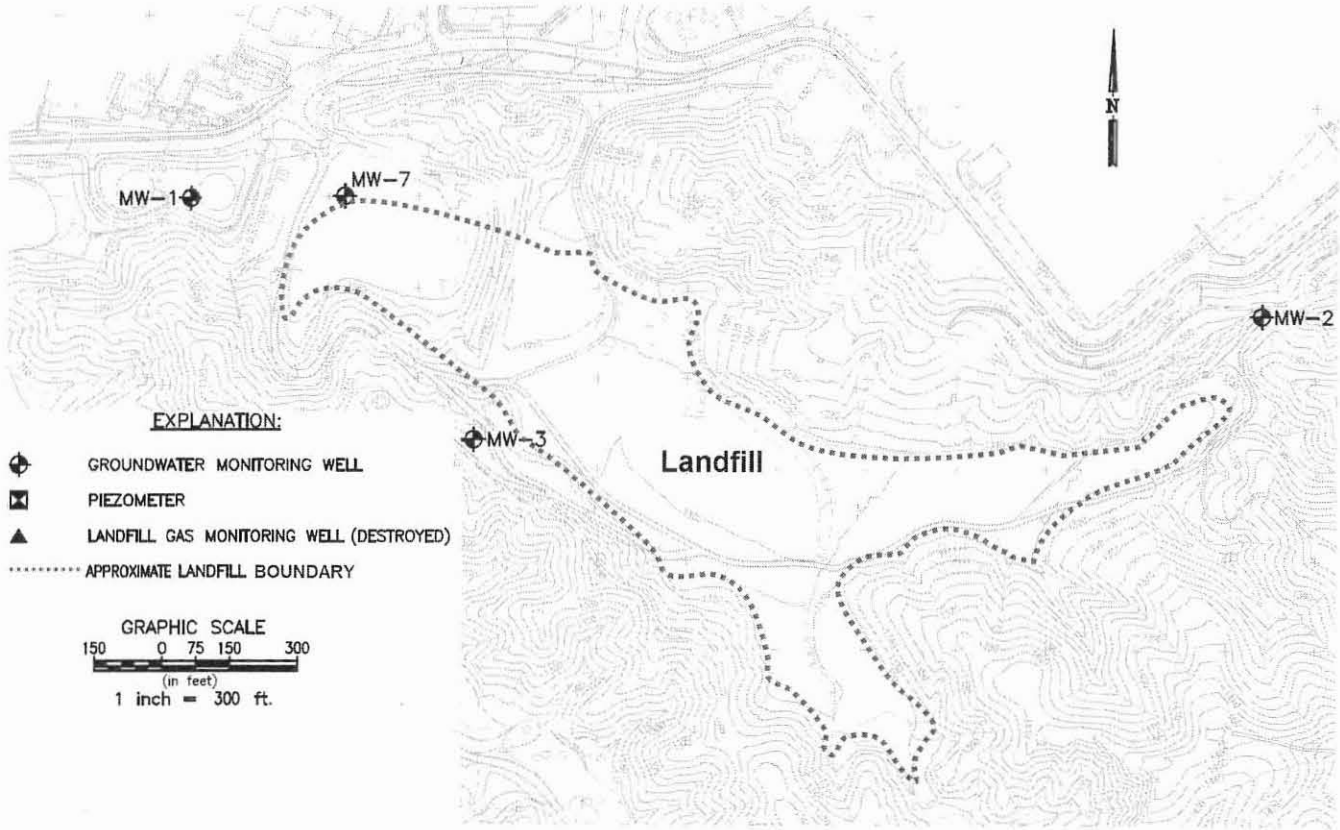 N
MW-7
MW-1
MW-2
MW-3
Landfill
EXPLANATION:
GROUNDWATER MONITORING WELL
PIEZOMETER
LANDFILL GAS MONITORING WELL (DESTROYED)
APPROXIMATE LANDFILL BOUNDARY
GRAPHIC SCALE
150 0 75 150 300
(in feet)
1 inch = 300 ft.